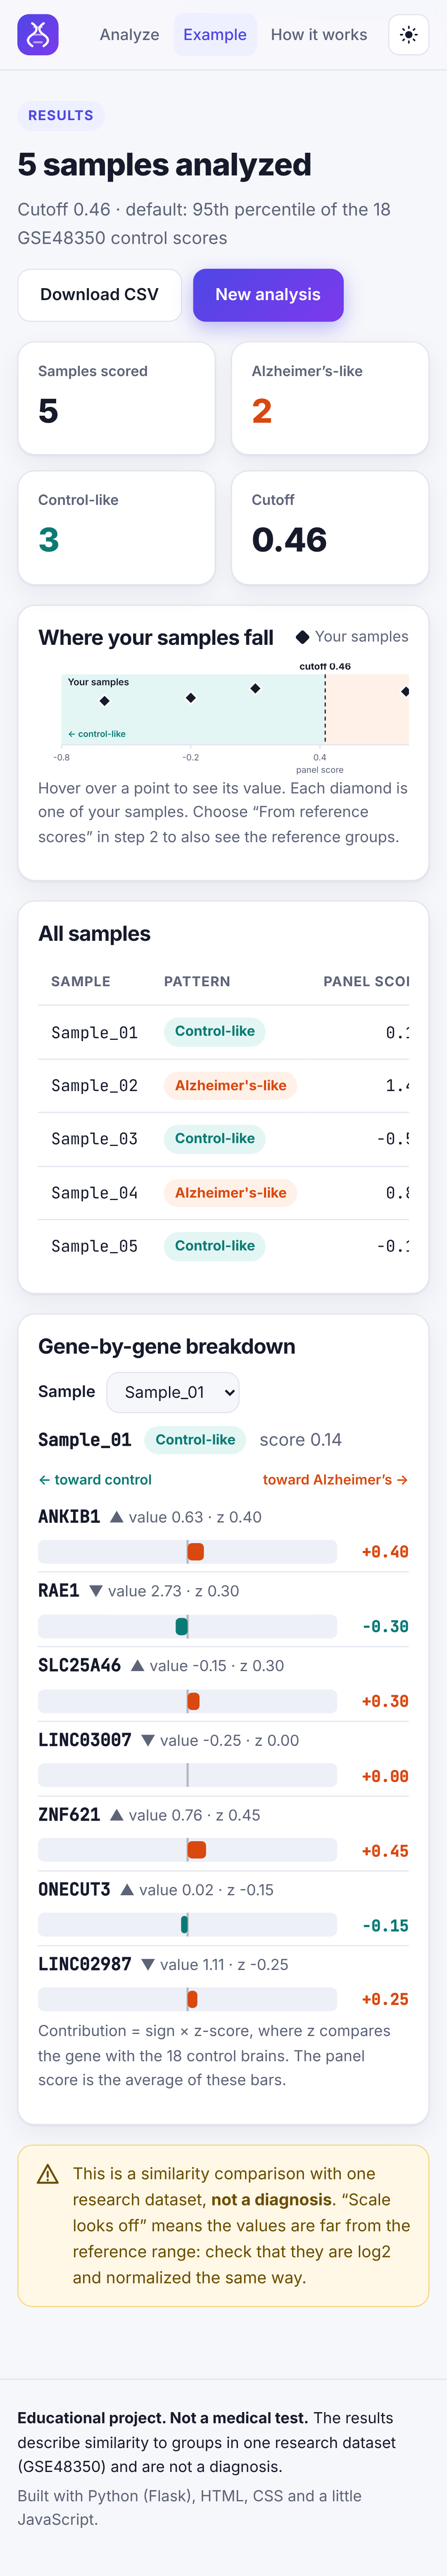 Analyze
Example
How it works
RESULTS
5 samples analyzed
Cutoff 0.46 · default: 95th percentile of the 18
GSE48350 control scores
Download CSV
New analysis
Samples scored
5
Alzheimer’s-like
2
Control-like
3
Cutoff
0.46
Where your samples fall
Your samples
cutoff 0.46
Your samples
← control-like
-0.8
-0.2
0.4
panel score
Hover over a point to see its value. Each diamond is
one of your samples. Choose “From reference
scores” in step 2 to also see the reference groups.
All samples
SAMPLE PATTERN PANEL
Sample_01 Control-like
Sample_02 Alzheimer's-like
Sample_03 Control-like
Sample_04 Alzheimer's-like
Sample_05 Control-like
Gene-by-gene breakdown
Sample Sample_01
Sample_01 Control-like score 0.14
← toward control
toward Alzheimer’s →
ANKIB1 ▲ value 0.63 · z 0.40
+0.40
RAE1 ▼ value 2.73 · z 0.30
-0.30
SLC25A46 ▲ value -0.15 · z 0.30
+0.30
LINC03007 ▼ value -0.25 · z 0.00
+0.00
ZNF621 ▲ value 0.76 · z 0.45
+0.45
ONECUT3 ▲ value 0.02 · z -0.15
-0.15
LINC02987 ▼ value 1.11 · z -0.25
+0.25
Contribution = sign × z-score, where z compares
the gene with the 18 control brains. The panel
score is the average of these bars.
This is a similarity comparison with one
research dataset, not a diagnosis. “Scale
looks off” means the values are far from the
reference range: check that they are log2
and normalized the same way.
Educational project. Not a medical test. The results
describe similarity to groups in one research dataset
(GSE48350) and are not a diagnosis.
Built with Python (Flask), HTML, CSS and a little
JavaScript.